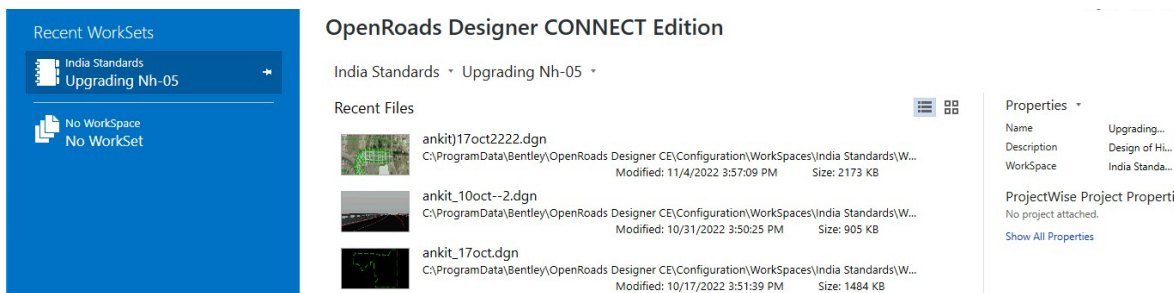 Recent WorkSets
India Standards
Upgrading Nh-05
No WorkSpace
No WorkSet
OpenRoads Designer CONNECT Edition
India Standards Upgrading Nh-05
Recent Files
ankit)17oct2222.dgn
C:\ProgramData\Bentley\OpenRoads Designer CE\Configuration\WorkSpaces\India Standards\W...
Modified: 11/4/2022 3:57:09 PM Size: 2173 KB
ankit_10oct--2.dgn
C:\ProgramData\Bentley\OpenRoads Designer CE\Configuration\WorkSpaces\India Standards\W...
Modified: 10/31/2022 3:50:25 PM Size: 905 KB
ankit_17oct.dgn
C:\ProgramData\Bentley\OpenRoads Designer CE\Configuration\WorkSpaces\India Standards\W...
Modified: 10/17/2022 3:51:39 PM Size: 1484 KB
Properties
Name Upgrading...
Description Design of Hi...
WorkSpace India Standa...
ProjectWise Project Properti
No project attached.
Show All Properties